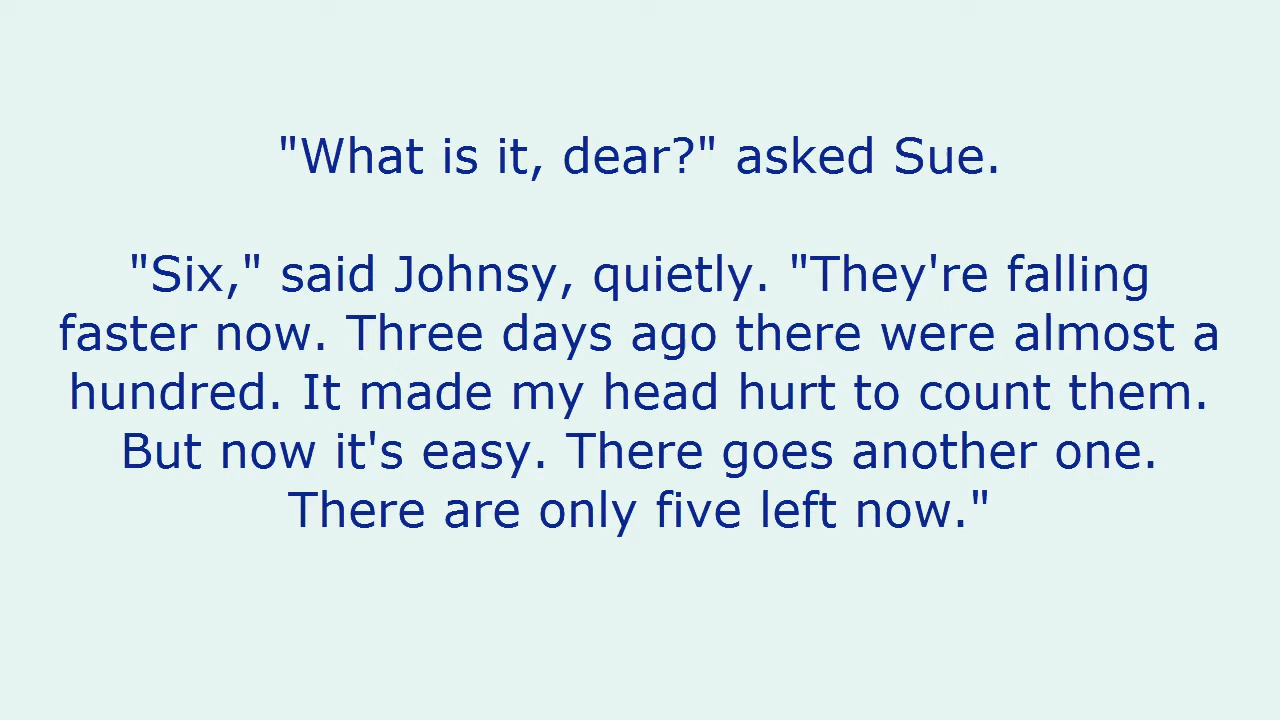 "What is it, dear?" asked Sue.
"Six," said Johnsy, quietly. "They're falling
faster now. Three days ago there were almost a
hundred. It made my head hurt to count them.
But now it's easy. There goes another one.
There are only five left now."